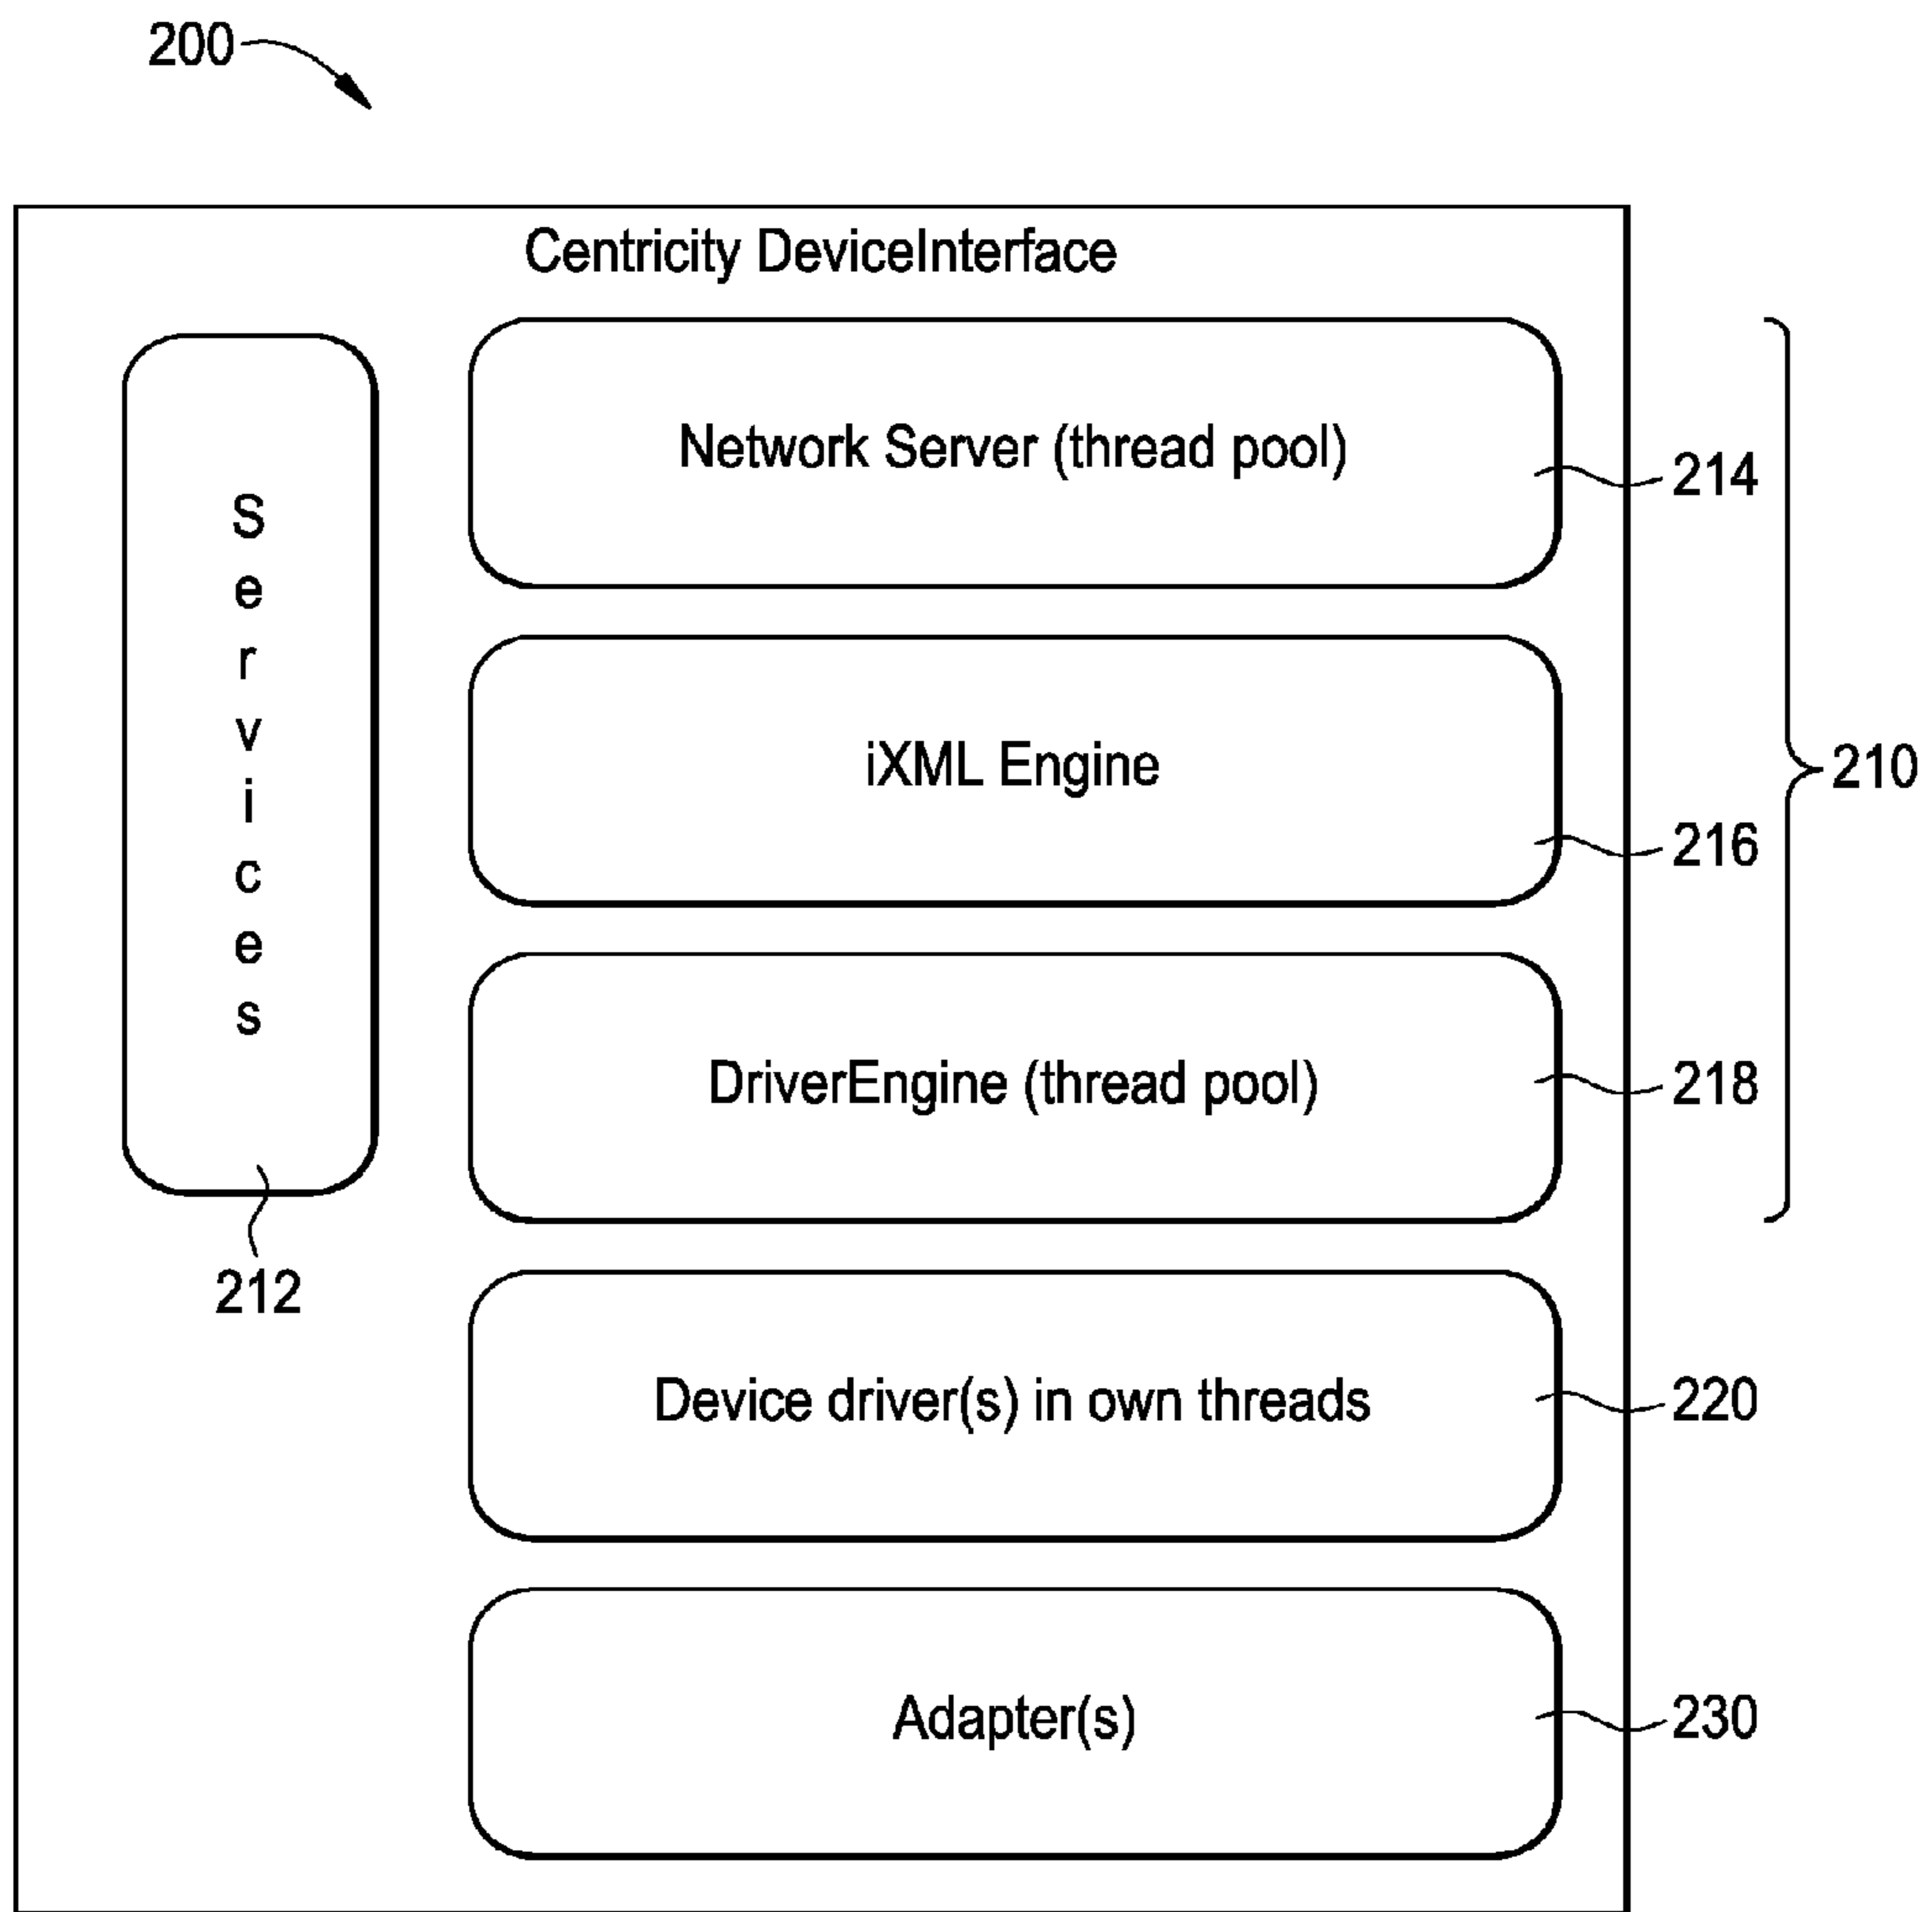 200
Centricity DeviceInterface
Services
212
Network Server (thread pool)
214
iXML Engine
216
210
DriverEngine (thread pool)
218
Device driver(s) in own threads
220
Adapter(s)
230